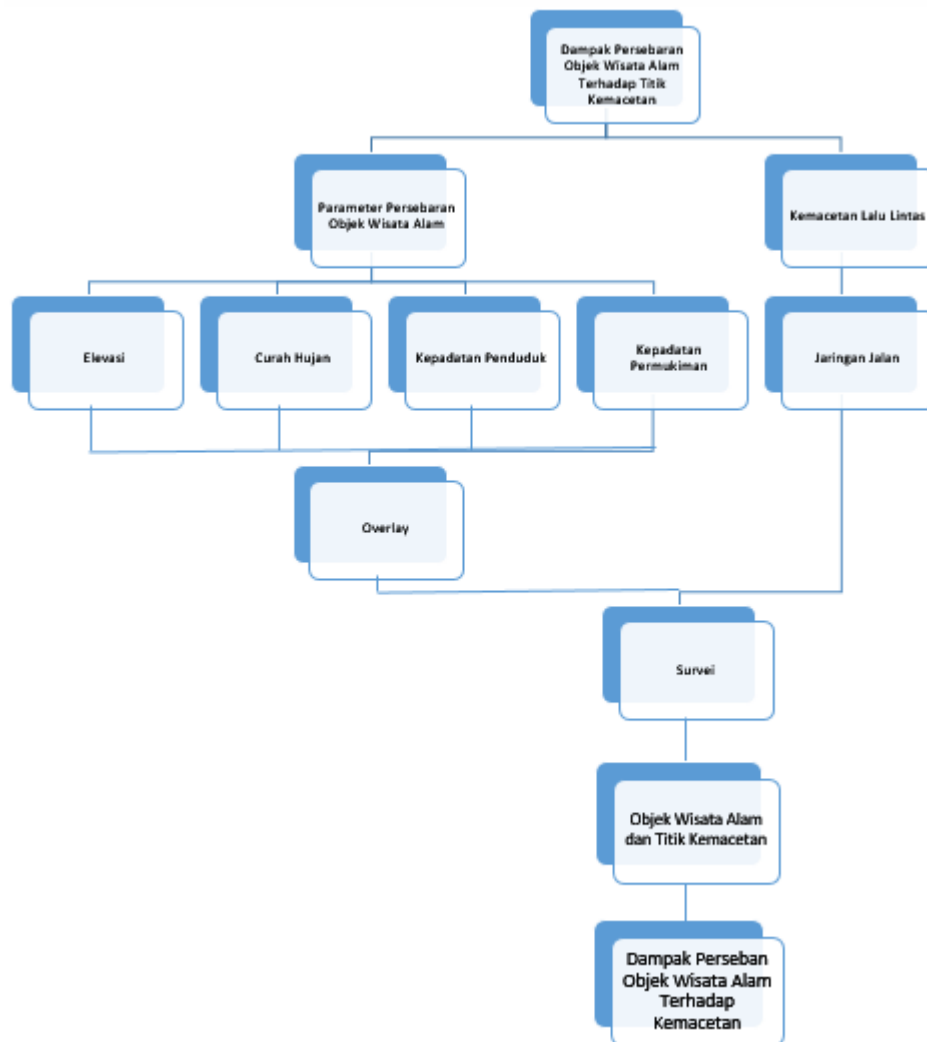 Dampak Persebaran
Objek Wisata Alam
Terhadap Titik
Kemacetan
Parameter Persebaran
Objek Wisata Alam
Kemacetan Lalu Lintas
Elevasi
Curah Hujan
Kepadatan Penduduk
Kepadatan
Permukiman
Jaringan Jalan
Overlay
Survei
Objek Wisata Alam
dan Titik Kemacetan
Dampak Perseban
Objek Wisata Alam
Terhadap
Kemacetan